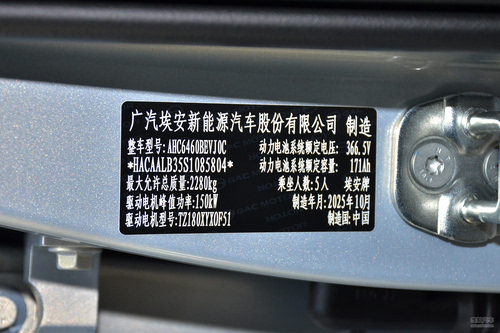 广汽埃安新能源汽车股份有限公司 制造
整车型号:AHC6460BEVJ0C 动力电池系统额定电压: 366.5V
*HACAALB35S1085804* 动力电池系统额定容量: 171Ah
最大允许总质量:2280kg 乘坐人数:5人 埃安牌
驱动电机峰值功率:150kW 制造年月:2025年10月
驱动电机型号:TZ180XYX0F51 制造国:中国